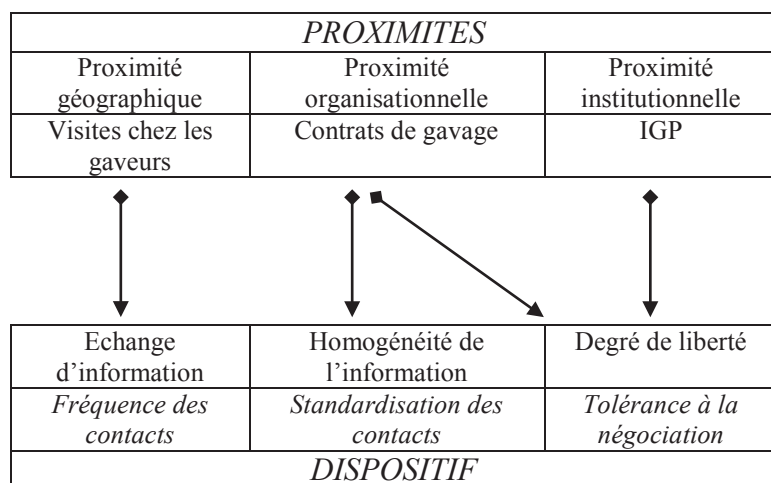 PROXIMITES
Proximité géographique
Proximité organisationnelle
Proximité institutionnelle
Visites chez les gaveurs
Contrats de gavage
IGP
Echange d'information
Homogénéité de l'information
Degré de liberté
Fréquence des contacts
Standardisation des contacts
Tolérance à la négociation
DISPOSITIF